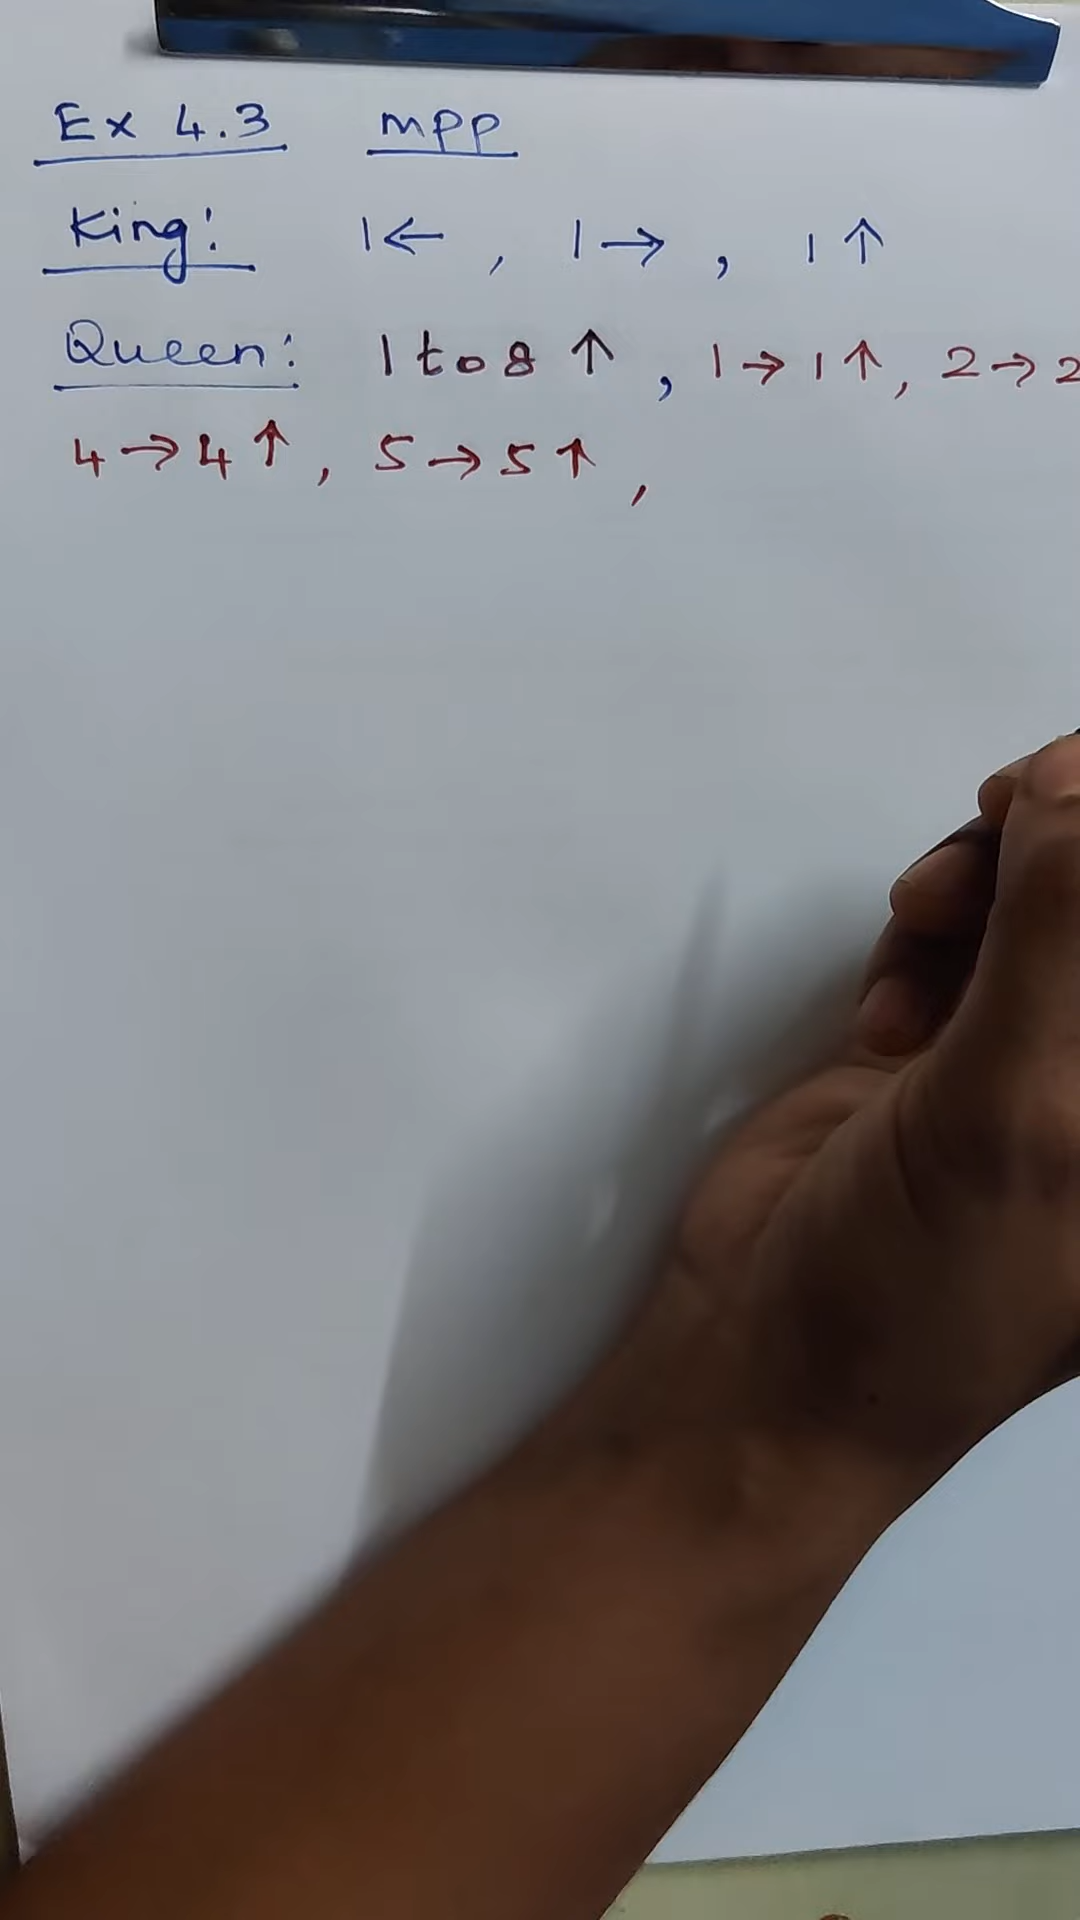 Ex 4.3 mpp
King: 1← , 1→ , 1↑
Queen: 1 to 8 ↑ , 1→1↑, 2→2
4→4↑, 5→5↑ ,